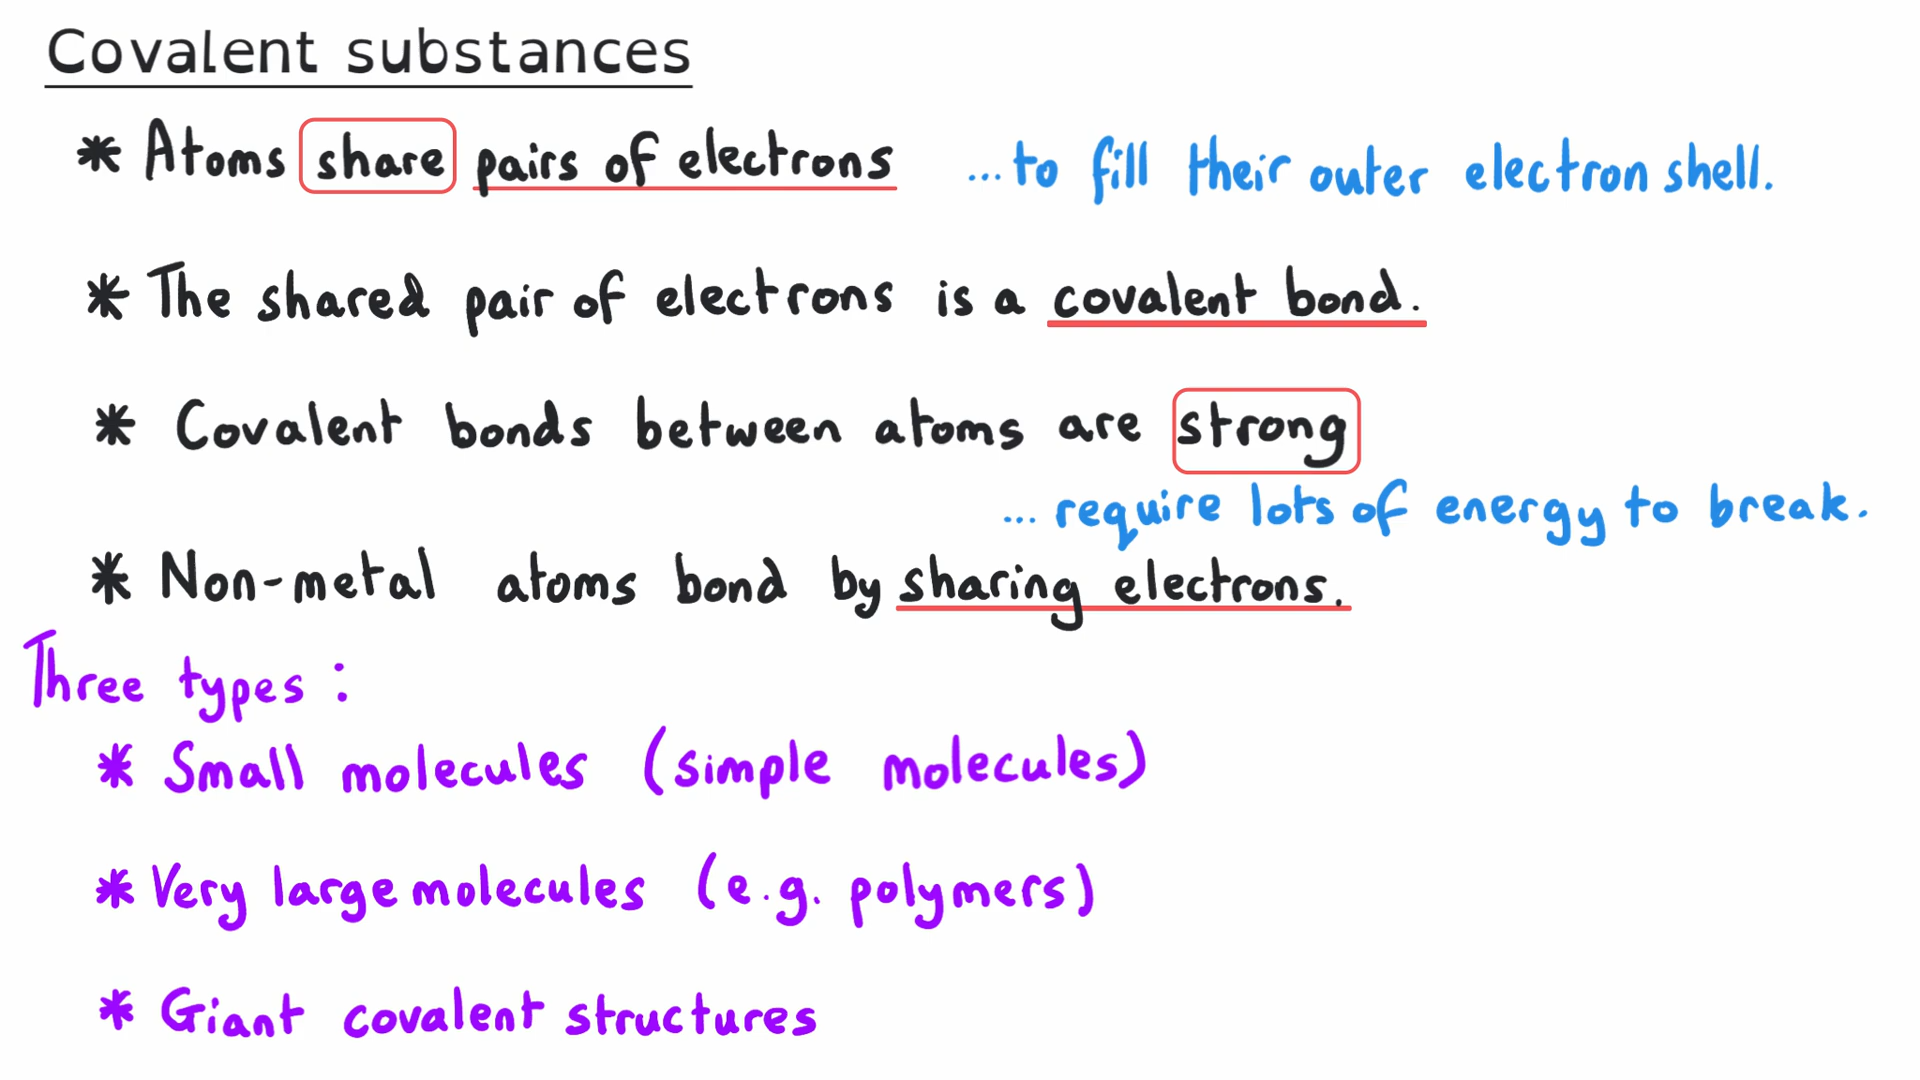 Covalent substances
* Atoms share pairs of electrons ...to fill their outer electron shell.
* The shared pair of electrons is a covalent bond.
* Covalent bonds between atoms are strong
... require lots of energy to break.
* Non-metal atoms bond by sharing electrons.
Three types :
* Small molecules (simple molecules)
* Very large molecules (e.g. polymers)
* Giant covalent structures